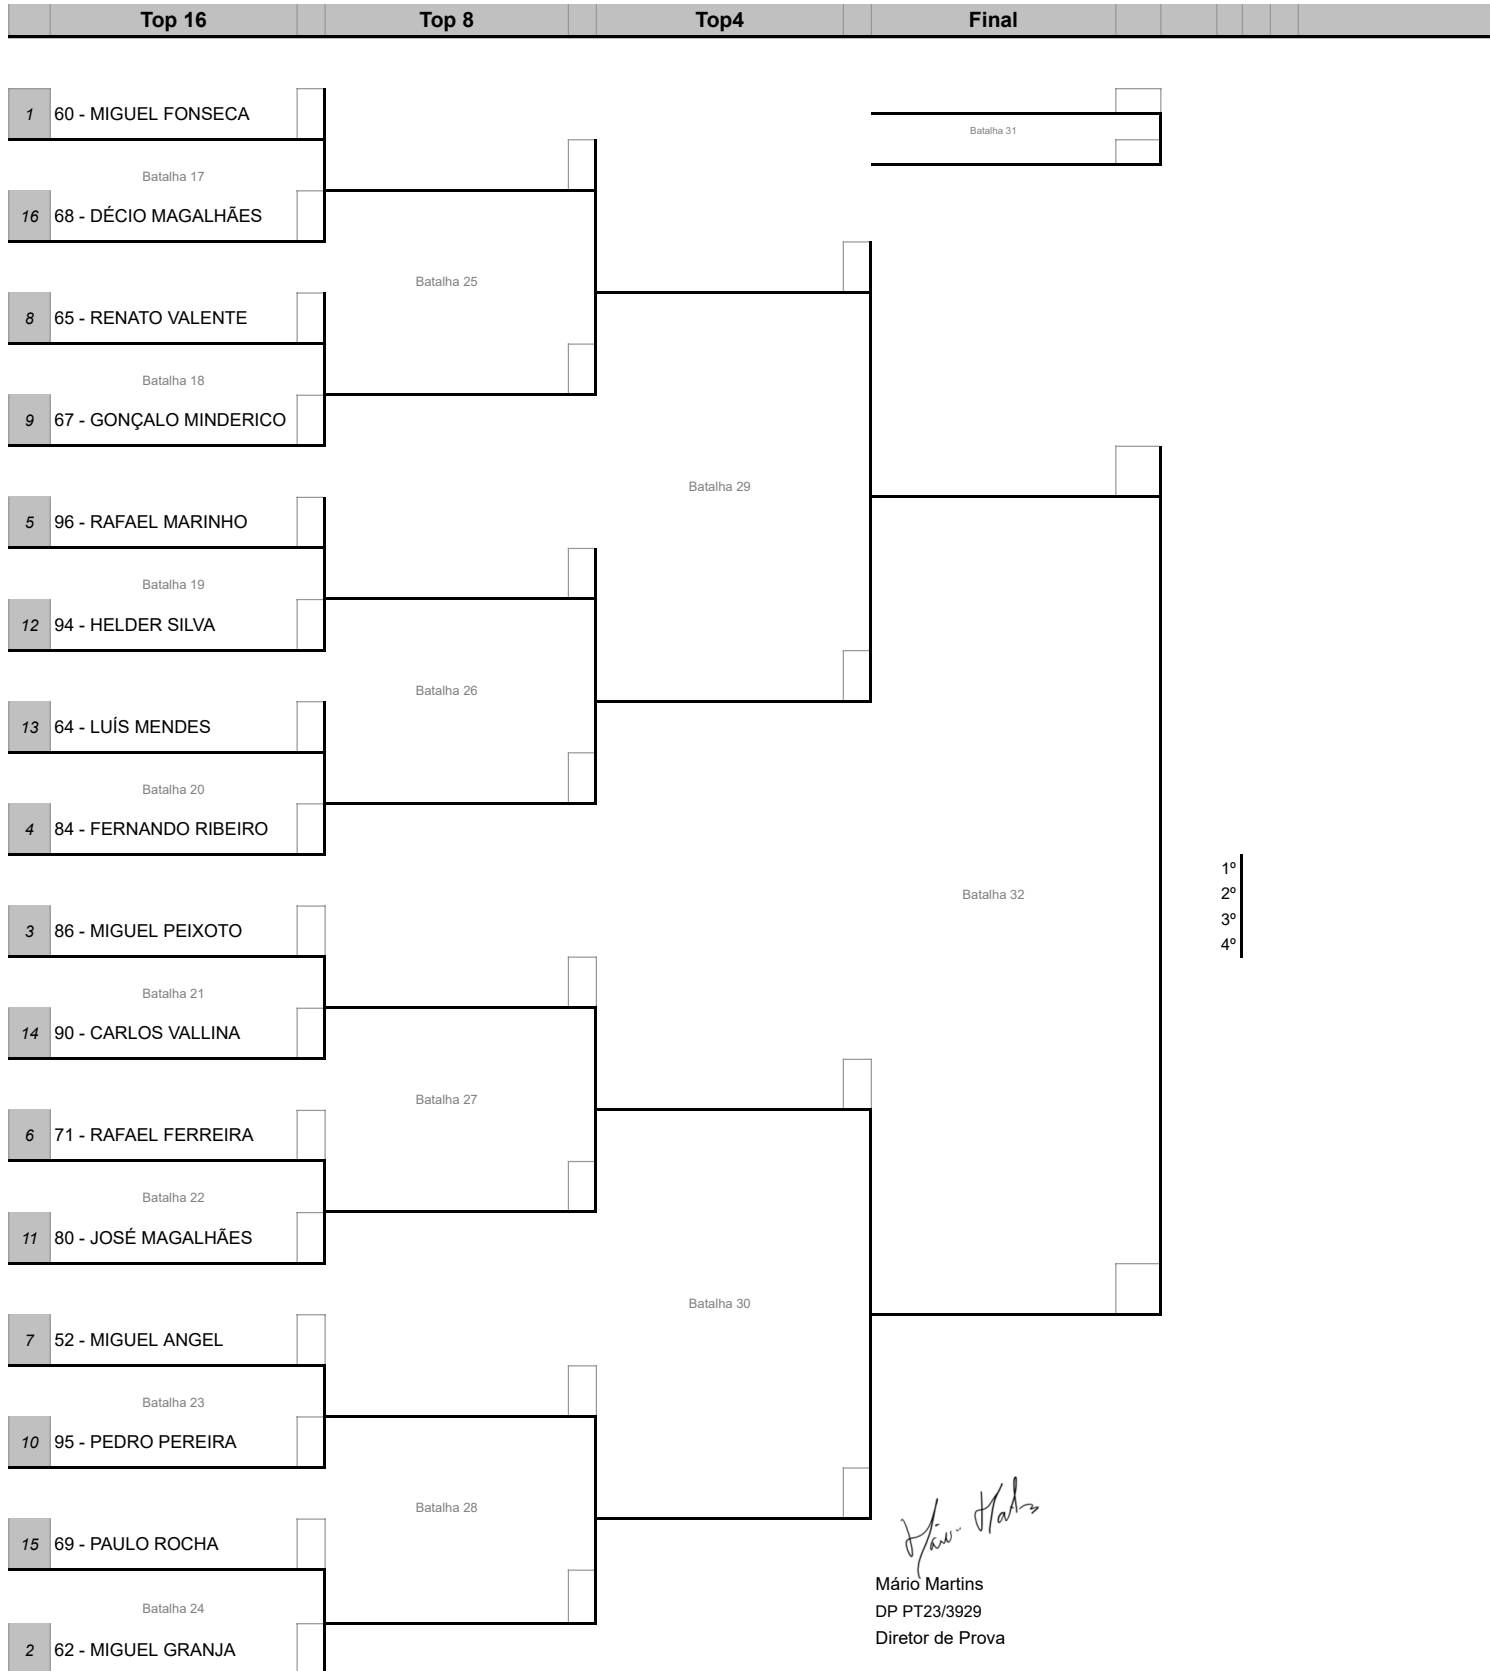 Top 16 Top 8 Top4 Final
1 60 - MIGUEL FONSECA
Batalha 31
Batalha 17
16 68 - DÉCIO MAGALHÃES
Batalha 25
8 65 - RENATO VALENTE
Batalha 18
9 67 - GONÇALO MINDERICO
Batalha 29
5 96 - RAFAEL MARINHO
Batalha 19
12 94 - HELDER SILVA
Batalha 26
13 64 - LUÍS MENDES
Batalha 20
4 84 - FERNANDO RIBEIRO
1º
Batalha 32
2º
3º
4º
3 86 - MIGUEL PEIXOTO
Batalha 21
14 90 - CARLOS VALLINA
Batalha 27
6 71 - RAFAEL FERREIRA
Batalha 22
11 80 - JOSÉ MAGALHÃES
Batalha 30
7 52 - MIGUEL ANGEL
Batalha 23
10 95 - PEDRO PEREIRA
Batalha 28
15 69 - PAULO ROCHA
Batalha 24
2 62 - MIGUEL GRANJA
Mário Martins
DP PT23/3929
Diretor de Prova